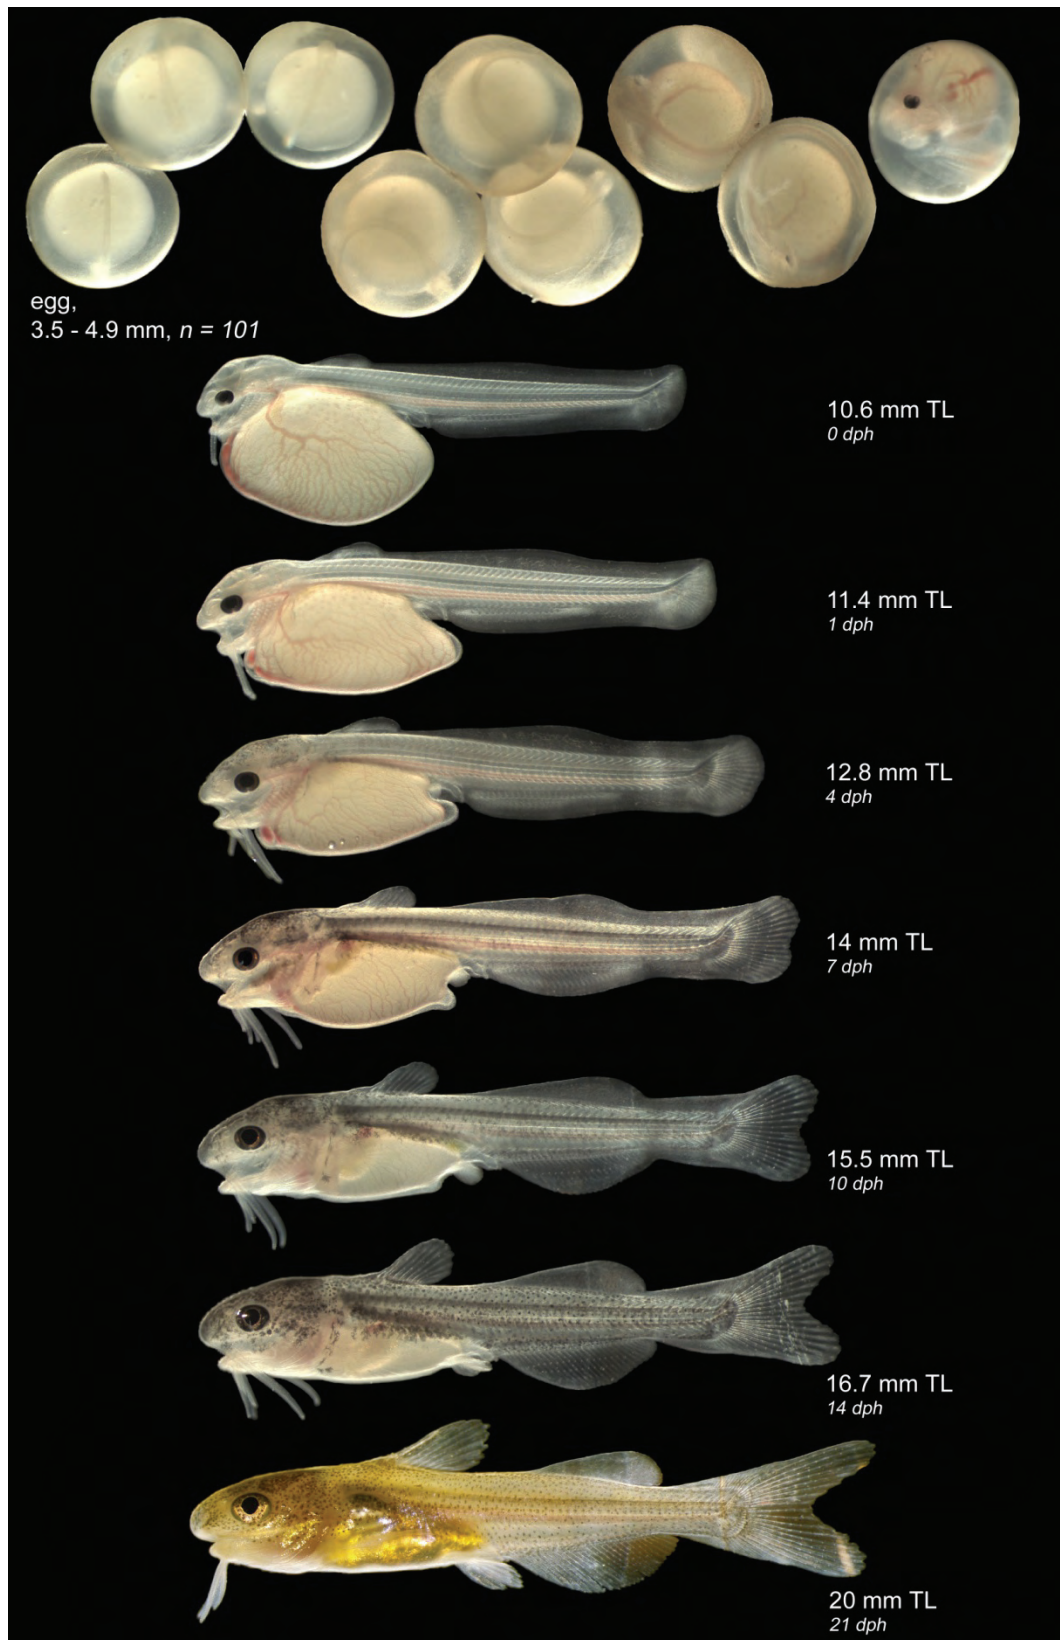 egg,
3.5 - 4.9 mm, n = 101
10.6 mm TL
0 dph
11.4 mm TL
1 dph
12.8 mm TL
4 dph
14 mm TL
7 dph
15.5 mm TL
10 dph
16.7 mm TL
14 dph
20 mm TL
21 dph